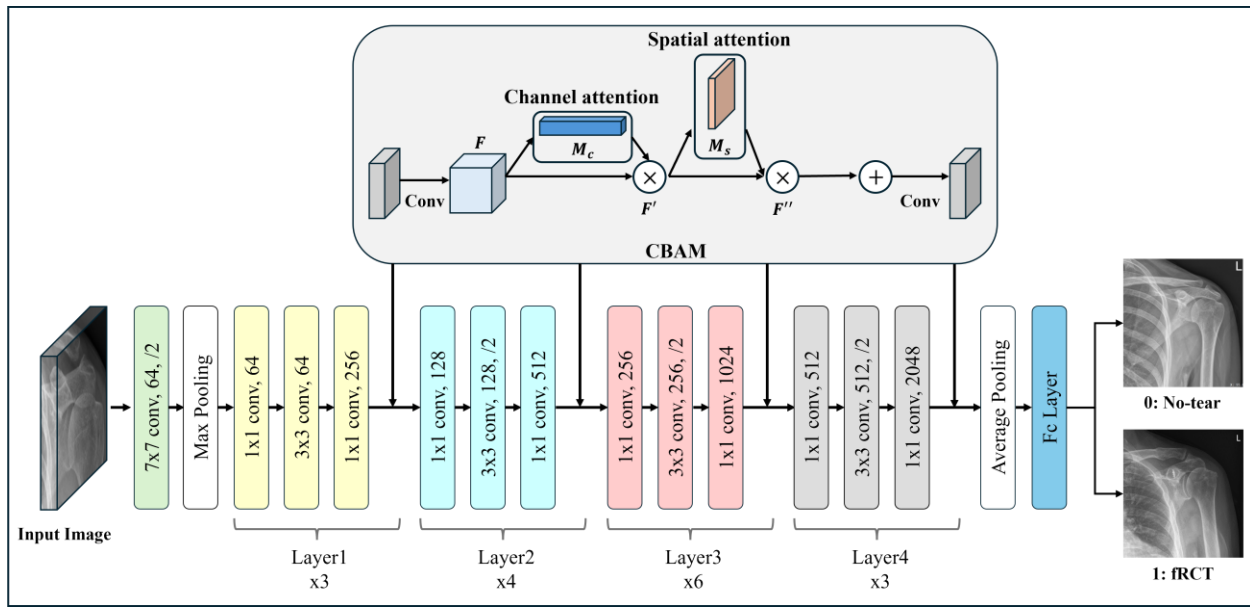 Spatial attention
Channel attention
F
M_c
M_s
Conv
F'
F''
Conv
CBAM
7x7 conv, 64, /2
Max Pooling
1x1 conv, 64
3x3 conv, 64
1x1 conv, 256
1x1 conv, 128
3x3 conv, 128, /2
1x1 conv, 512
1x1 conv, 256
3x3 conv, 256, /2
1x1 conv, 1024
1x1 conv, 512
3x3 conv, 512, /2
1x1 conv, 2048
Average Pooling
Fc Layer
L
0: No-tear
L
1: fRCT
Input Image
Layer1
x3
Layer2
x4
Layer3
x6
Layer4
x3